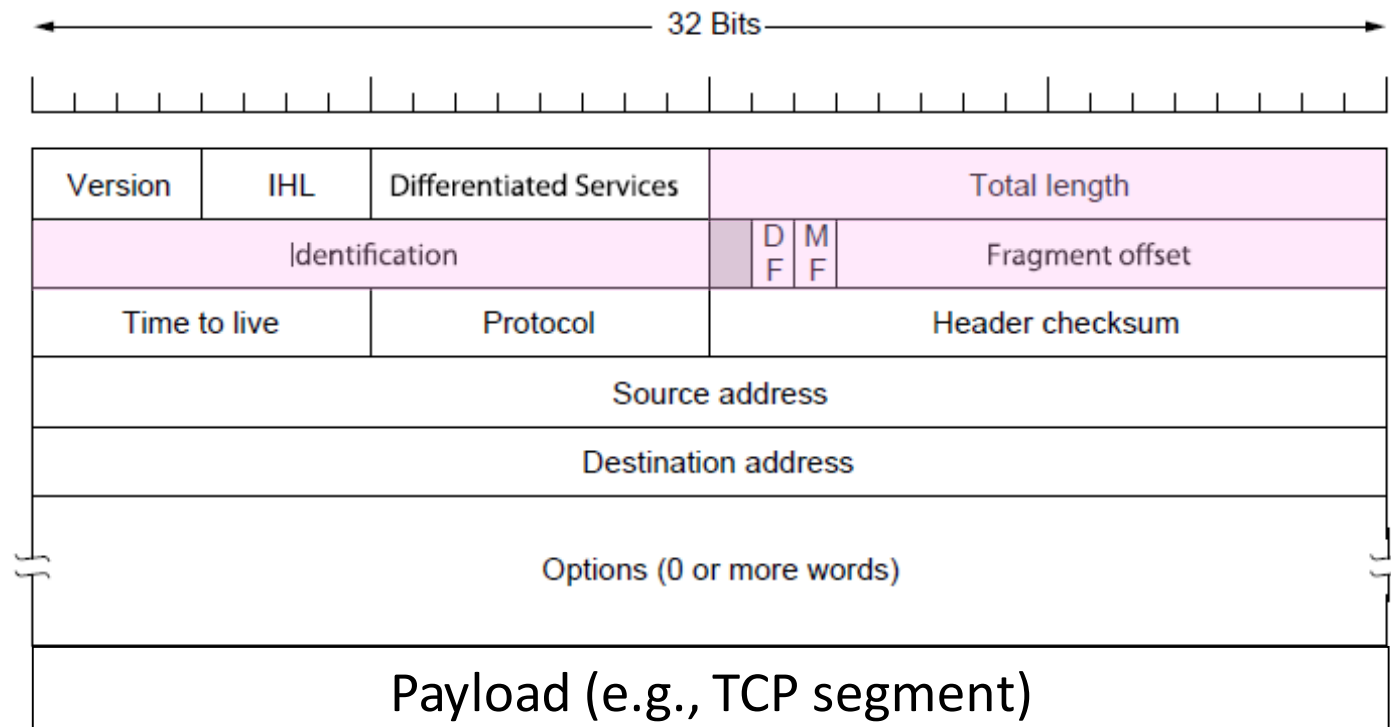 32 Bits
Version IHL Differentiated Services Total length
Identification D F M F Fragment offset
Time to live Protocol Header checksum
Source address
Destination address
Options (0 or more words)
Payload (e.g., TCP segment)